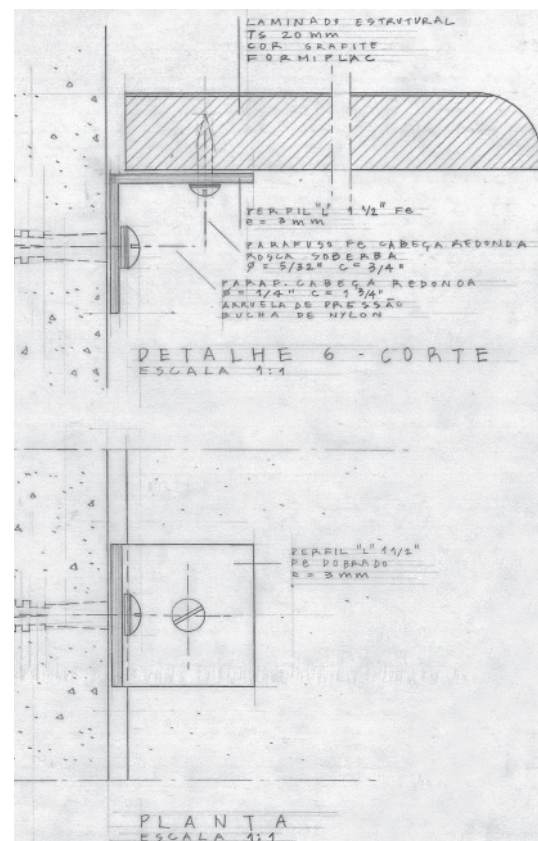 LAMINADO ESTRUTURAL
TS 20 mm
COR GRAFITE
FORMIPLAC
PERFIL "L" 1 1/2" Fe
e = 3 mm
PARAFUSO Fe CABEÇA REDONDA
ROSCA SOBERBA
Ø = 5/32" C = 3/4"
PARAF. CABEÇA REDONDA
Ø = 1/4" C = 1 3/4"
ARRUELA DE PRESSÃO
BUCHA DE NYLON
DETALHE 6 - CORTE
ESCALA 1:1
PERFIL "L" 1 1/2"
Fe DOBRADO
e = 3 mm
PLANTA
ESCALA 1:1